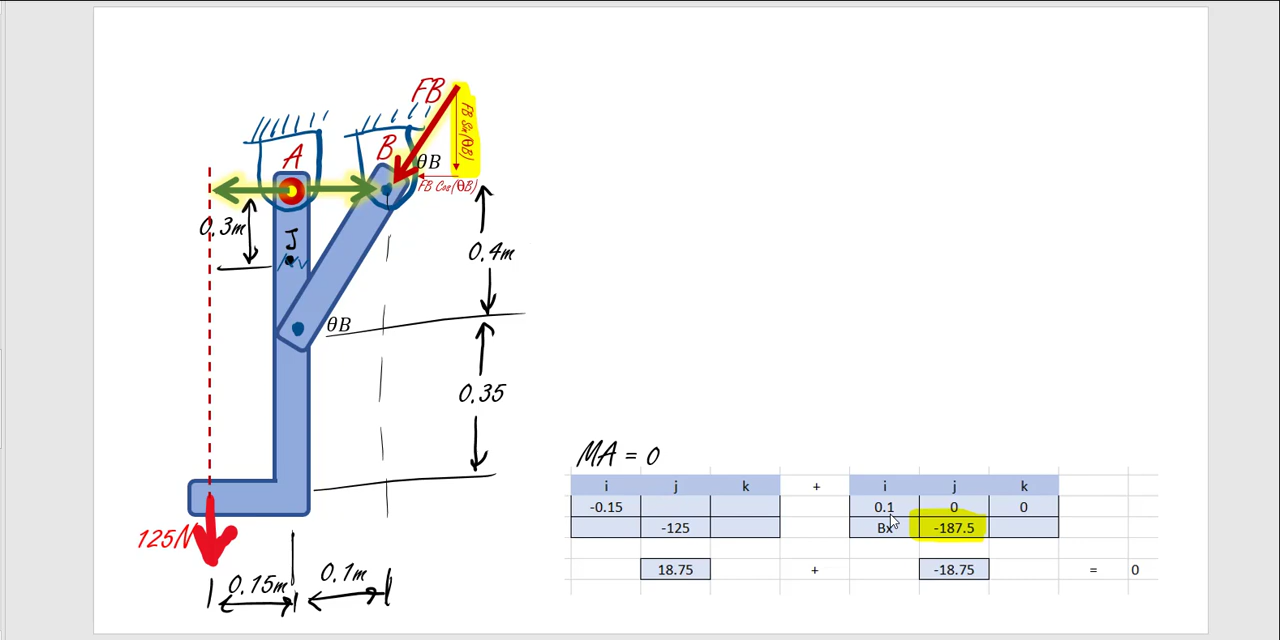 FB
FB Sin(θB)
A
B
θB
FB Cos(θB)
0.3m
J
0.4m
θB
0.35
125N
0.15m
0.1m
MA = 0
i j k + i j k
-0.15 0.1 0 0
-125 Bx -187.5
18.75 + -18.75 = 0